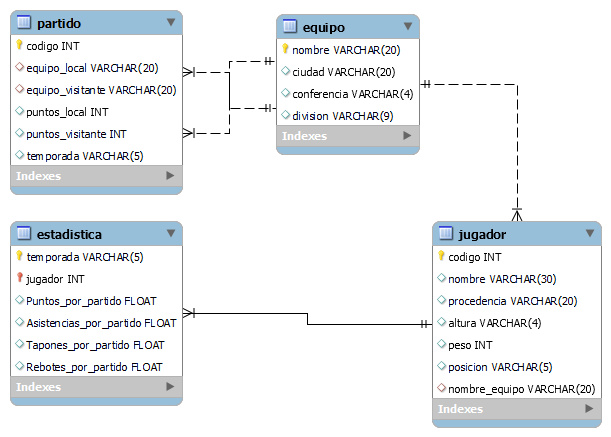 partido
codigo INT
equipo_local VARCHAR(20)
equipo_visitante VARCHAR(20)
puntos_local INT
puntos_visitante INT
temporada VARCHAR(5)
Indexes
equipo
nombre VARCHAR(20)
ciudad VARCHAR(20)
conferencia VARCHAR(4)
division VARCHAR(9)
Indexes
estadistica
temporada VARCHAR(5)
jugador INT
Puntos_por_partido FLOAT
Asistencias_por_partido FLOAT
Tapones_por_partido FLOAT
Rebotes_por_partido FLOAT
Indexes
jugador
codigo INT
nombre VARCHAR(30)
procedencia VARCHAR(20)
altura VARCHAR(4)
peso INT
posicion VARCHAR(5)
nombre_equipo VARCHAR(20)
Indexes